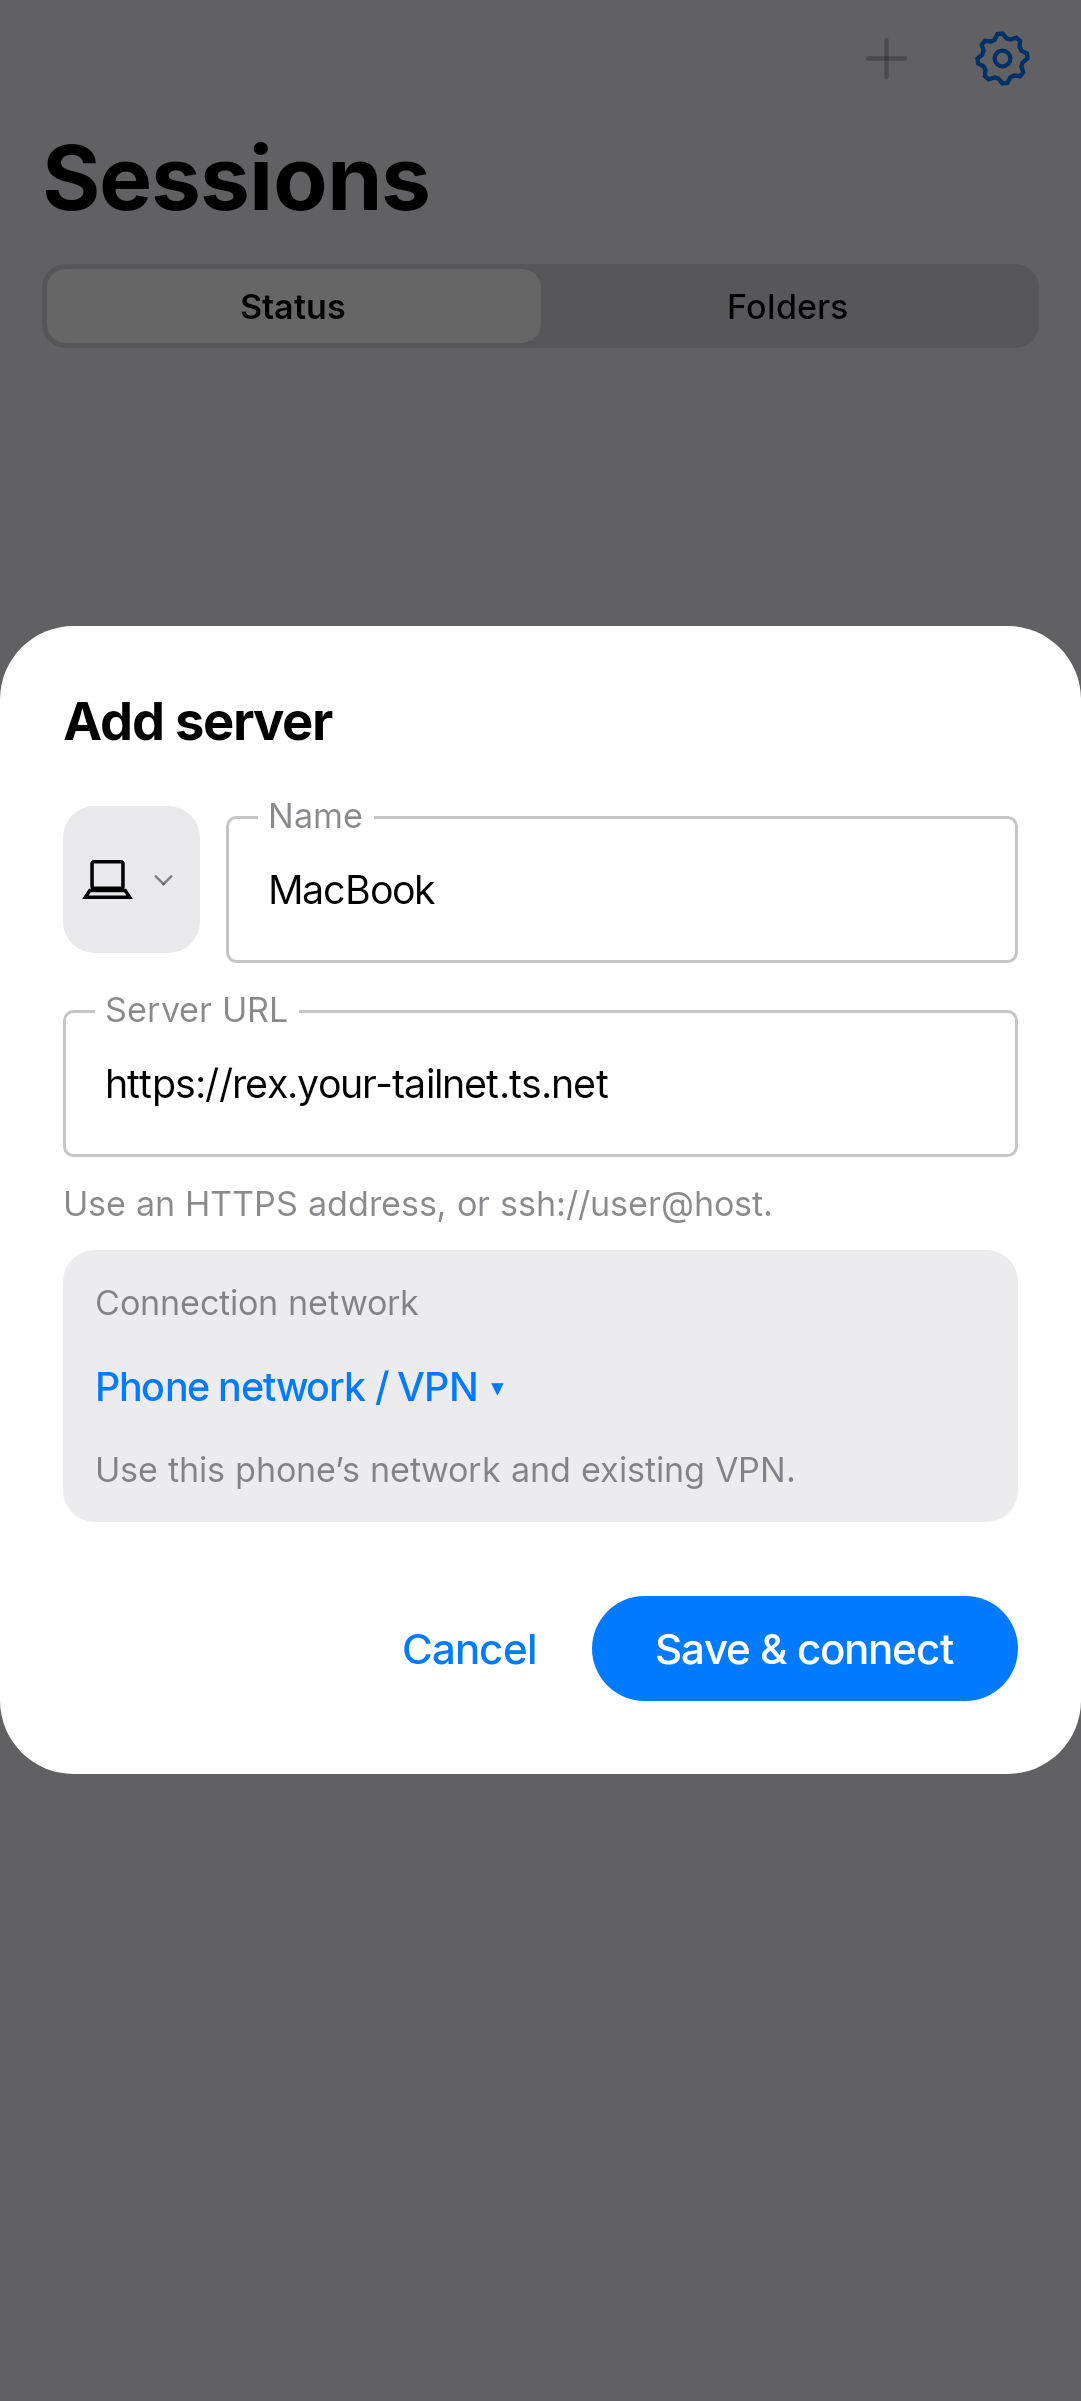 Sessions
Status
Folders
Add server
Name
MacBook
Server URL
https://rex.your-tailnet.ts.net
Use an HTTPS address, or ssh://user@host.
Connection network
Phone network / VPN ▾
Use this phone’s network and existing VPN.
Cancel
Save & connect